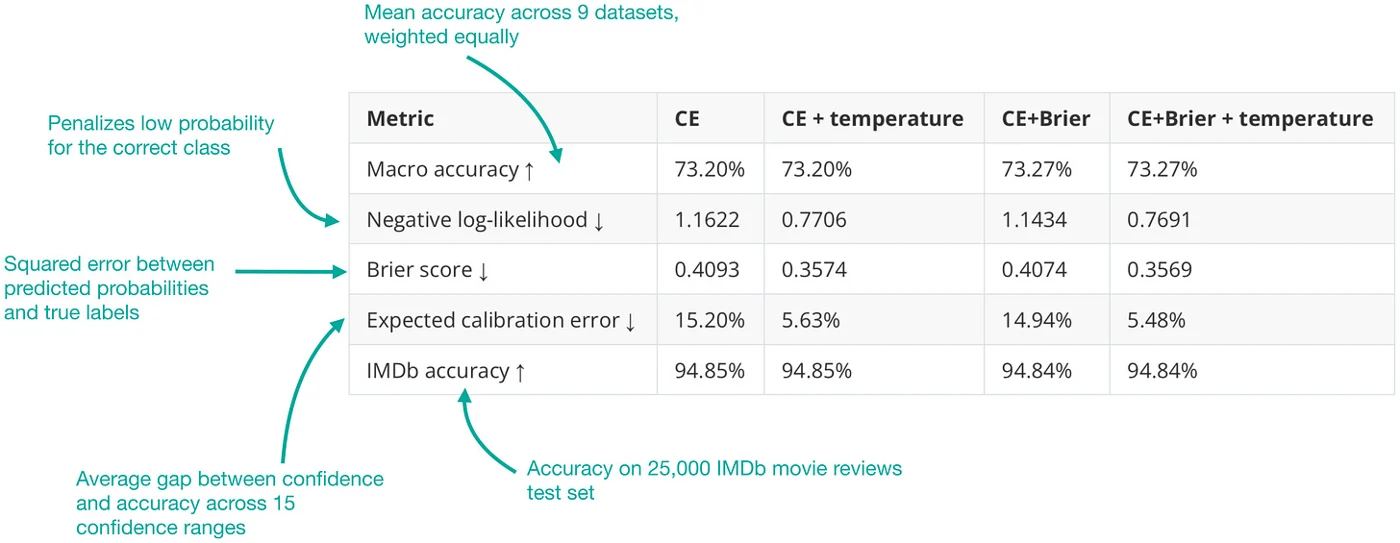 Mean accuracy across 9 datasets,
weighted equally
Penalizes low probability
for the correct class
Squared error between
predicted probabilities
and true labels
Average gap between confidence
and accuracy across 15
confidence ranges
Metric CE CE + temperature CE+Brier CE+Brier + temperature
Macro accuracy ↑ 73.20% 73.20% 73.27% 73.27%
Negative log-likelihood ↓ 1.1622 0.7706 1.1434 0.7691
Brier score ↓ 0.4093 0.3574 0.4074 0.3569
Expected calibration error ↓ 15.20% 5.63% 14.94% 5.48%
IMDb accuracy ↑ 94.85% 94.85% 94.84% 94.84%
Accuracy on 25,000 IMDb movie reviews
test set